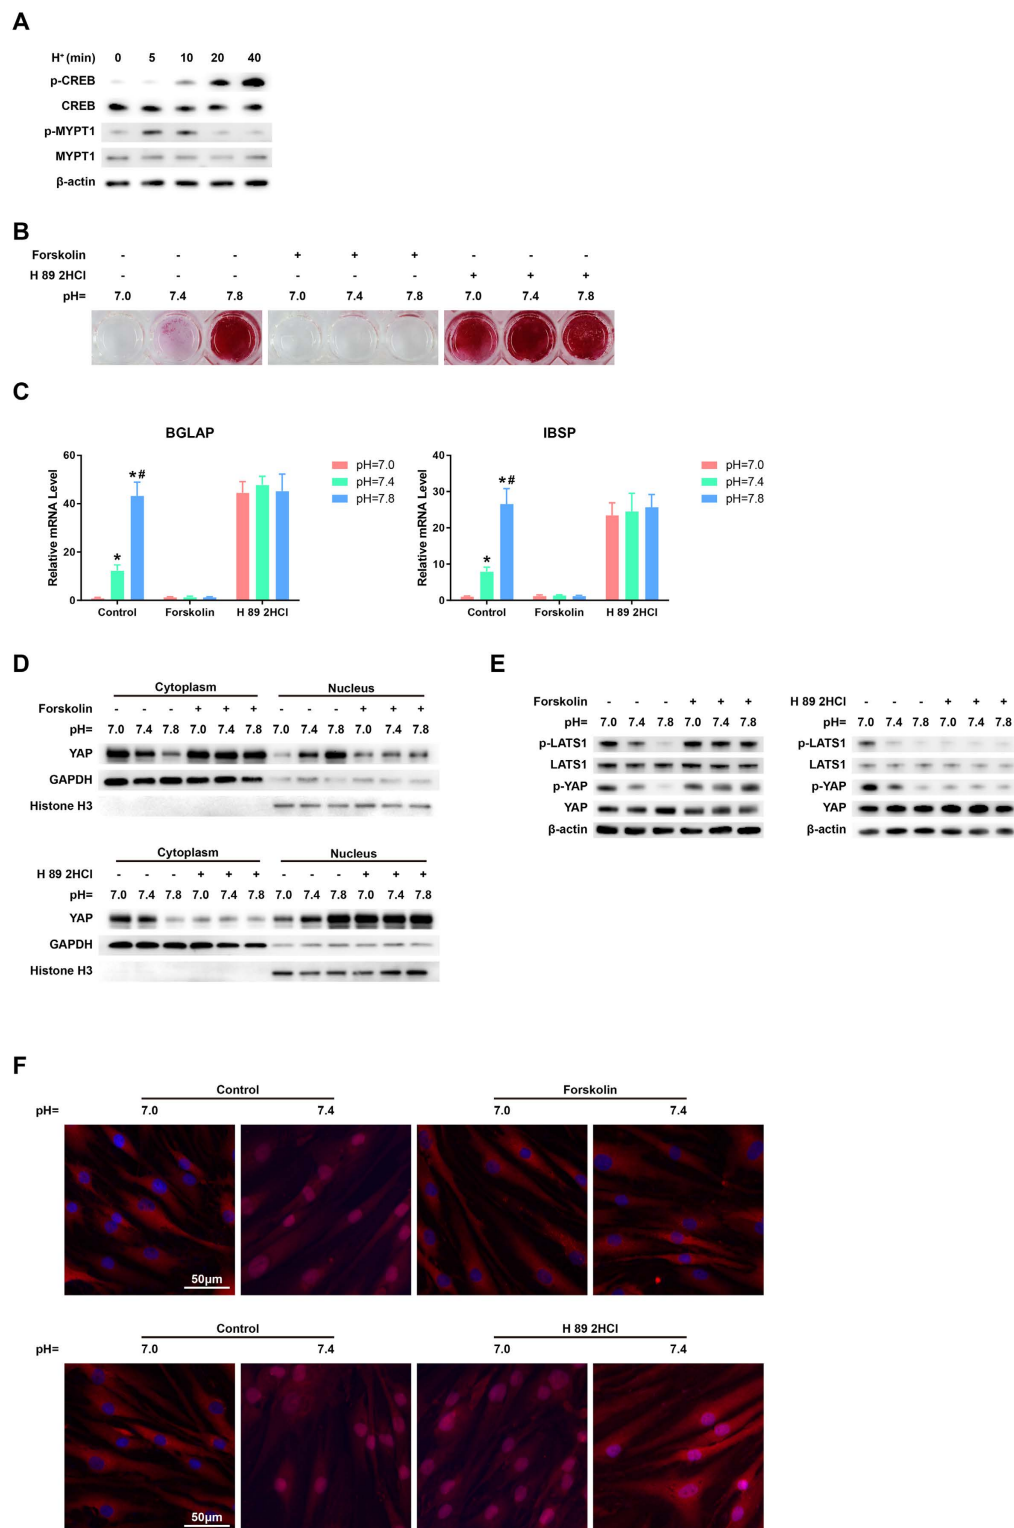 A
H⁺ (min) 0 5 10 20 40
p-CREB
CREB
p-MYPT1
MYPT1
β-actin
B
Forskolin - - - + + + - - -
H 89 2HCl - - - - - - + + +
pH= 7.0 7.4 7.8 7.0 7.4 7.8 7.0 7.4 7.8
C
BGLAP
Relative mRNA Level
60
40
20
0
*
*#
Control Forskolin H 89 2HCl
pH=7.0
pH=7.4
pH=7.8
IBSP
Relative mRNA Level
40
30
20
10
0
*
*#
Control Forskolin H 89 2HCl
pH=7.0
pH=7.4
pH=7.8
D
Cytoplasm Nucleus
Forskolin - - - + + + - - - + + +
pH= 7.0 7.4 7.8 7.0 7.4 7.8 7.0 7.4 7.8 7.0 7.4 7.8
YAP
GAPDH
Histone H3
Cytoplasm Nucleus
H 89 2HCl - - - + + + - - - + + +
pH= 7.0 7.4 7.8 7.0 7.4 7.8 7.0 7.4 7.8 7.0 7.4 7.8
YAP
GAPDH
Histone H3
E
Forskolin - - - + + +
pH= 7.0 7.4 7.8 7.0 7.4 7.8
p-LATS1
LATS1
p-YAP
YAP
β-actin
H 89 2HCl - - - + + +
pH= 7.0 7.4 7.8 7.0 7.4 7.8
p-LATS1
LATS1
p-YAP
YAP
β-actin
F
Control Forskolin
pH= 7.0 7.4 7.0 7.4
50μm
Control H 89 2HCl
pH= 7.0 7.4 7.0 7.4
50μm